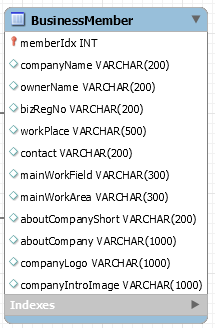 BusinessMember
memberIdx INT
companyName VARCHAR(200)
ownerName VARCHAR(200)
bizRegNo VARCHAR(200)
workPlace VARCHAR(500)
contact VARCHAR(200)
mainWorkField VARCHAR(300)
mainWorkArea VARCHAR(300)
aboutCompanyShort VARCHAR(200)
aboutCompany VARCHAR(1000)
companyLogo VARCHAR(1000)
companyIntroImage VARCHAR(1000)
Indexes